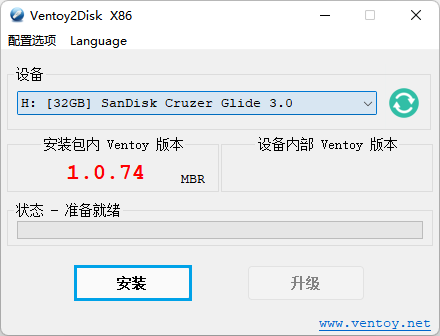 Ventoy2Disk X86
配置选项 Language
设备
H: [32GB] SanDisk Cruzer Glide 3.0
安装包内 Ventoy 版本
设备内部 Ventoy 版本
1.0.74
MBR
状态 - 准备就绪
安装
升级
www.ventoy.net